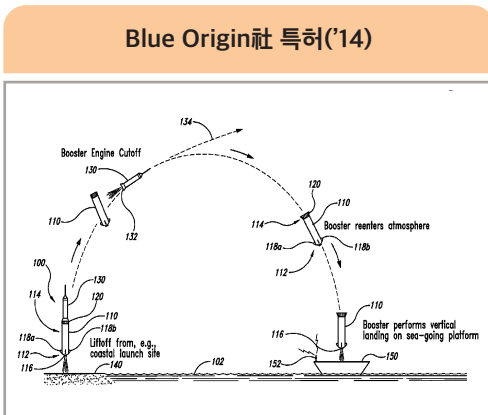 Blue Origin社 특허('14)
134
Booster Engine Cutoff
130
132
110
120
110
114
Booster reenters atmosphere
118a
118b
112
100
130
114
120
110
118a
118b
112
116
Liftoff from, e.g.,
coastal launch site
140
102
110
116
Booster performs vertical
landing on sea-going platform
152
150